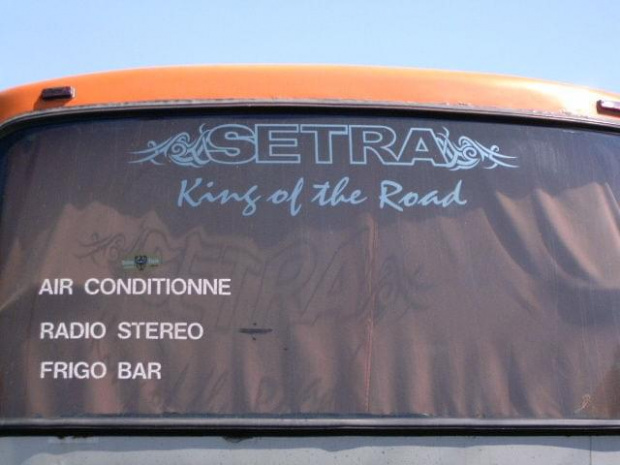 SETRA
King of the Road
AIR CONDITIONNE
RADIO STEREO
FRIGO BAR